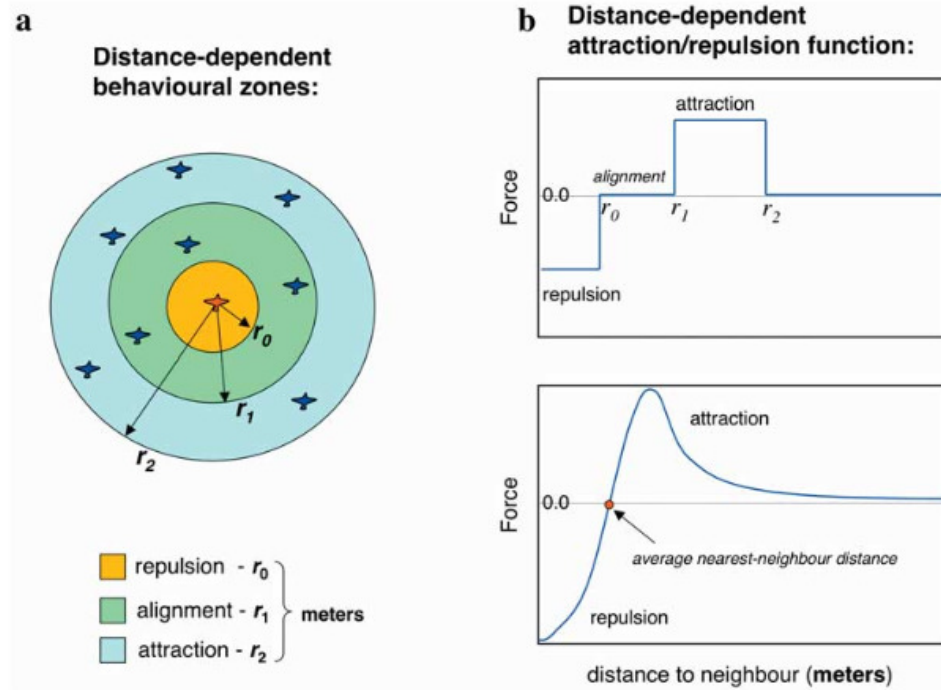 a
Distance-dependent
behavioural zones:
r0
r1
r2
repulsion - r0
alignment - r1
attraction - r2
meters
b
Distance-dependent
attraction/repulsion function:
attraction
alignment
Force
0.0
r0
r1
r2
repulsion
attraction
Force
0.0
average nearest-neighbour distance
repulsion
distance to neighbour (meters)